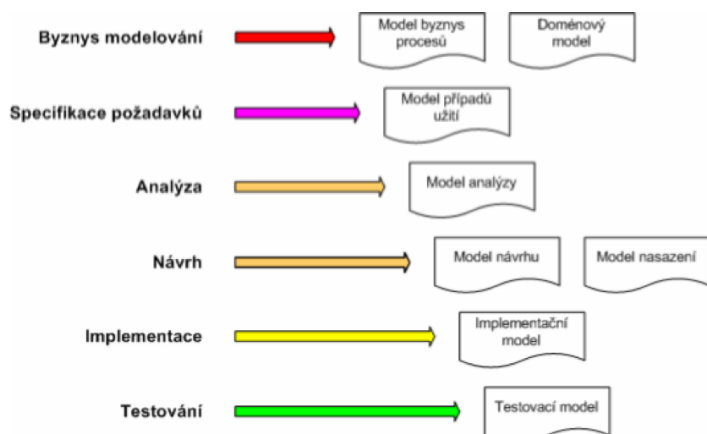 Byznys modelování
Model byznys
procesů
Doménový
model
Specifikace požadavků
Model případů
užití
Analýza
Model analýzy
Návrh
Model návrhu
Model nasazení
Implementace
Implementační
model
Testování
Testovací model